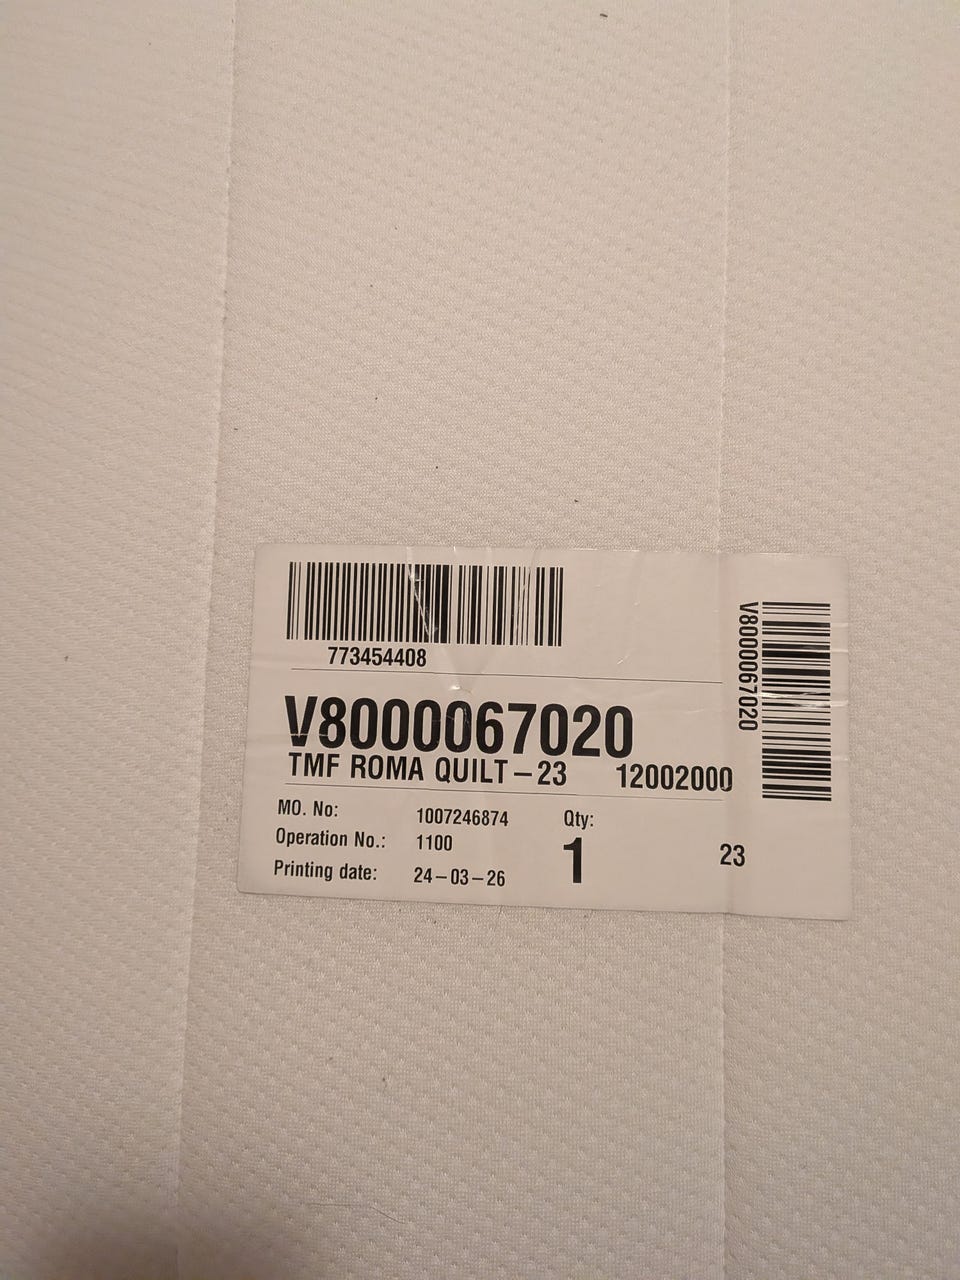 773454408
V8000067020
V8000067020
TMF ROMA QUILT–23 12002000
MO. No: 1007246874 Qty:
Operation No.: 1100 1 23
Printing date: 24–03–26